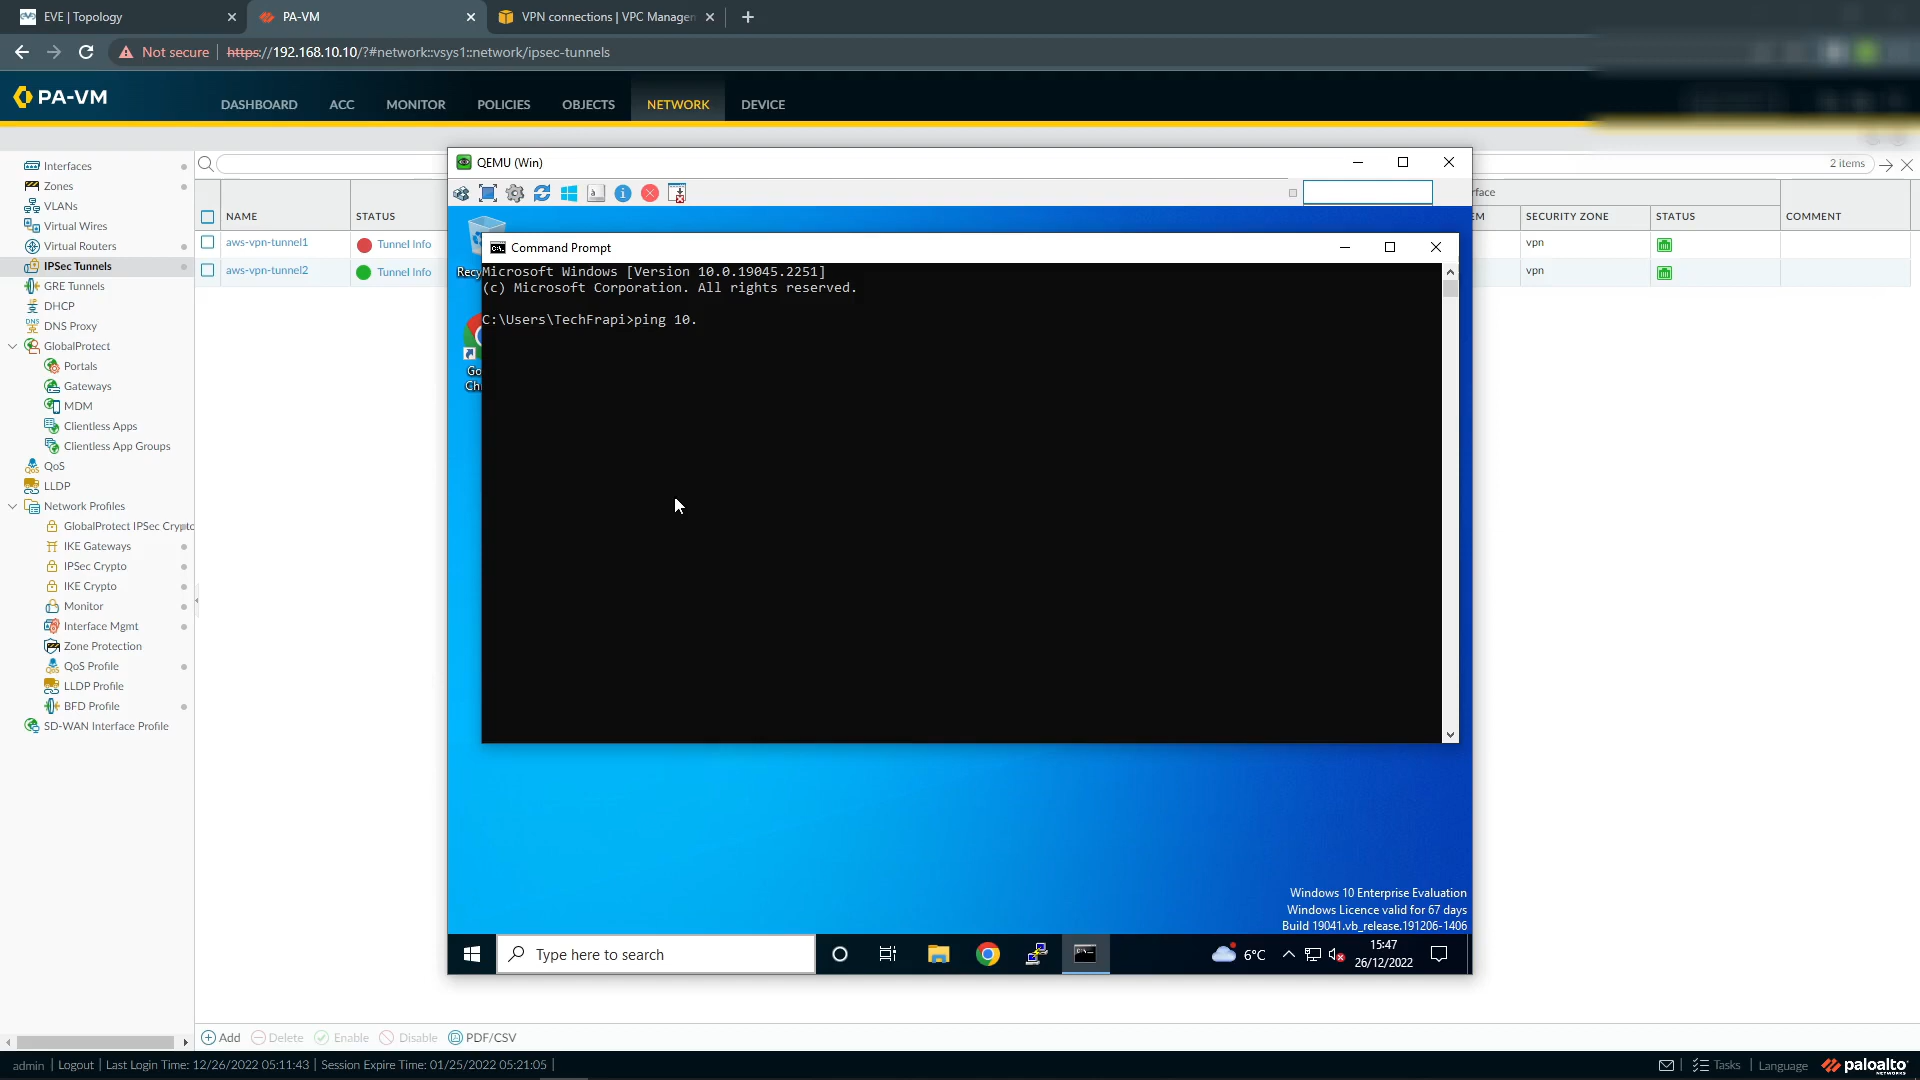 EVE | Topology
PA-VM
VPN connections | VPC Manager
Not secure
https://192.168.10.10/?#network::vsys1::network/ipsec-tunnels
PA-VM
DASHBOARD
ACC
MONITOR
POLICIES
OBJECTS
NETWORK
DEVICE
Interfaces
Zones
VLANs
Virtual Wires
Virtual Routers
IPSec Tunnels
GRE Tunnels
DHCP
DNS Proxy
GlobalProtect
Portals
Gateways
MDM
Clientless Apps
Clientless App Groups
QoS
LLDP
Network Profiles
GlobalProtect IPSec Crypto
IKE Gateways
IPSec Crypto
IKE Crypto
Monitor
Interface Mgmt
Zone Protection
QoS Profile
LLDP Profile
BFD Profile
SD-WAN Interface Profile
2 items
rface
NAME
STATUS
EM
SECURITY ZONE
STATUS
COMMENT
aws-vpn-tunnel1
Tunnel Info
vpn
aws-vpn-tunnel2
Tunnel Info
vpn
QEMU (Win)
Recy
Go
Ch
Command Prompt
Microsoft Windows [Version 10.0.19045.2251]
(c) Microsoft Corporation. All rights reserved.
C:\Users\TechFrapi>ping 10.
Windows 10 Enterprise Evaluation
Windows Licence valid for 67 days
Build 19041.vb_release.191206-1406
Type here to search
6°C
15:47
26/12/2022
Add
Delete
Enable
Disable
PDF/CSV
admin | Logout | Last Login Time: 12/26/2022 05:11:43 | Session Expire Time: 01/25/2022 05:21:05 |
Tasks | Language
paloalto
NETWORKS